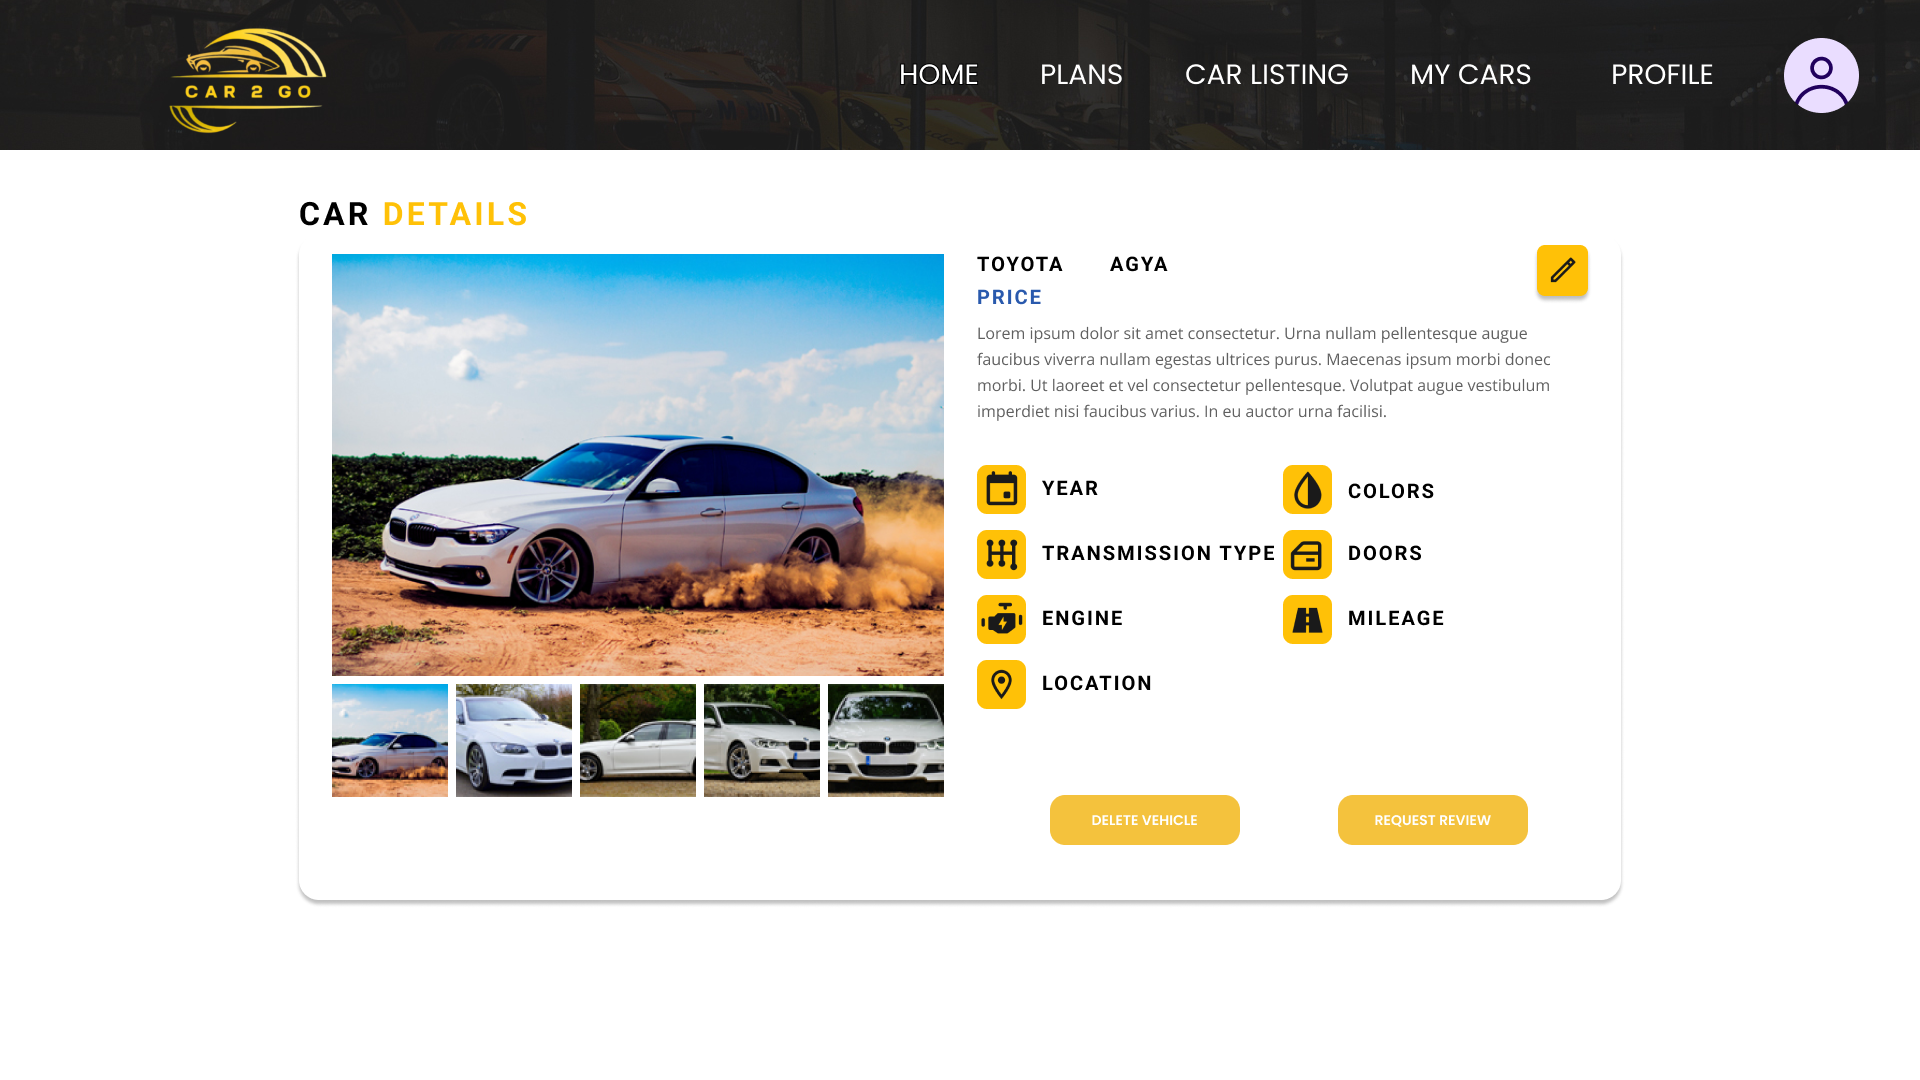 CAR 2 GO
HOME
PLANS
CAR LISTING
MY CARS
PROFILE
CAR DETAILS
TOYOTA AGYA
PRICE
Lorem ipsum dolor sit amet consectetur. Urna nullam pellentesque augue
faucibus viverra nullam egestas ultrices purus. Maecenas ipsum morbi donec
morbi. Ut laoreet et vel consectetur pellentesque. Volutpat augue vestibulum
imperdiet nisi faucibus varius. In eu auctor urna facilisi.
YEAR
COLORS
TRANSMISSION TYPE
DOORS
ENGINE
MILEAGE
LOCATION
DELETE VEHICLE
REQUEST REVIEW